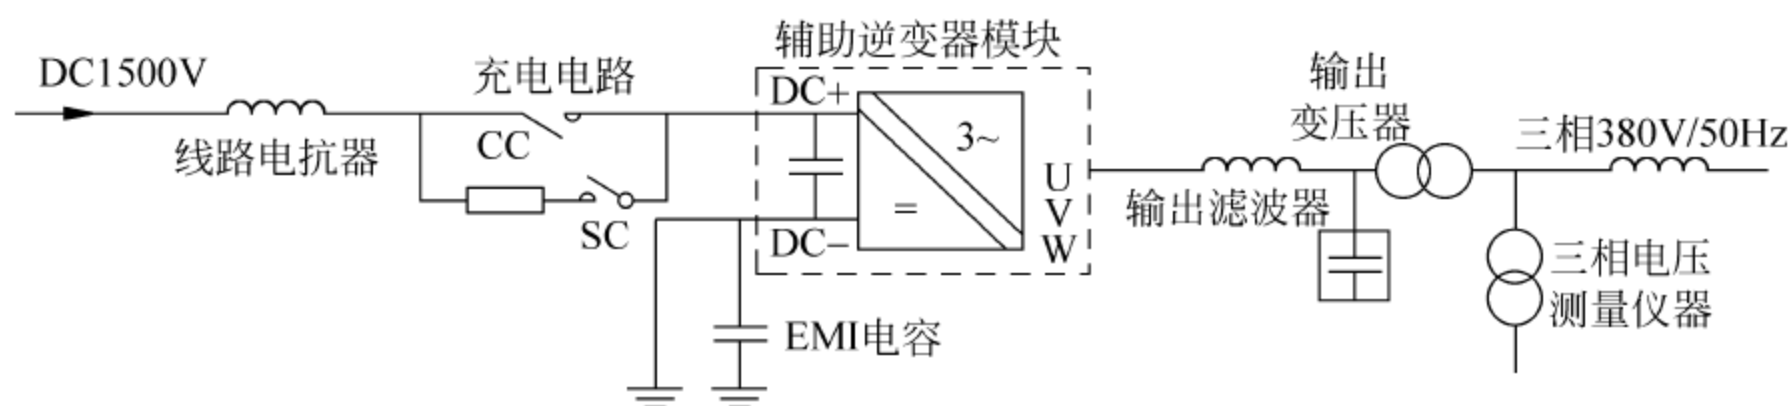 辅助逆变器模块
DC1500V
充电电路
DC+
输出
变压器
三相380V/50Hz
线路电抗器
CC
3~
U
V
W
输出滤波器
=
SC
DC−
三相电压
测量仪器
EMI电容